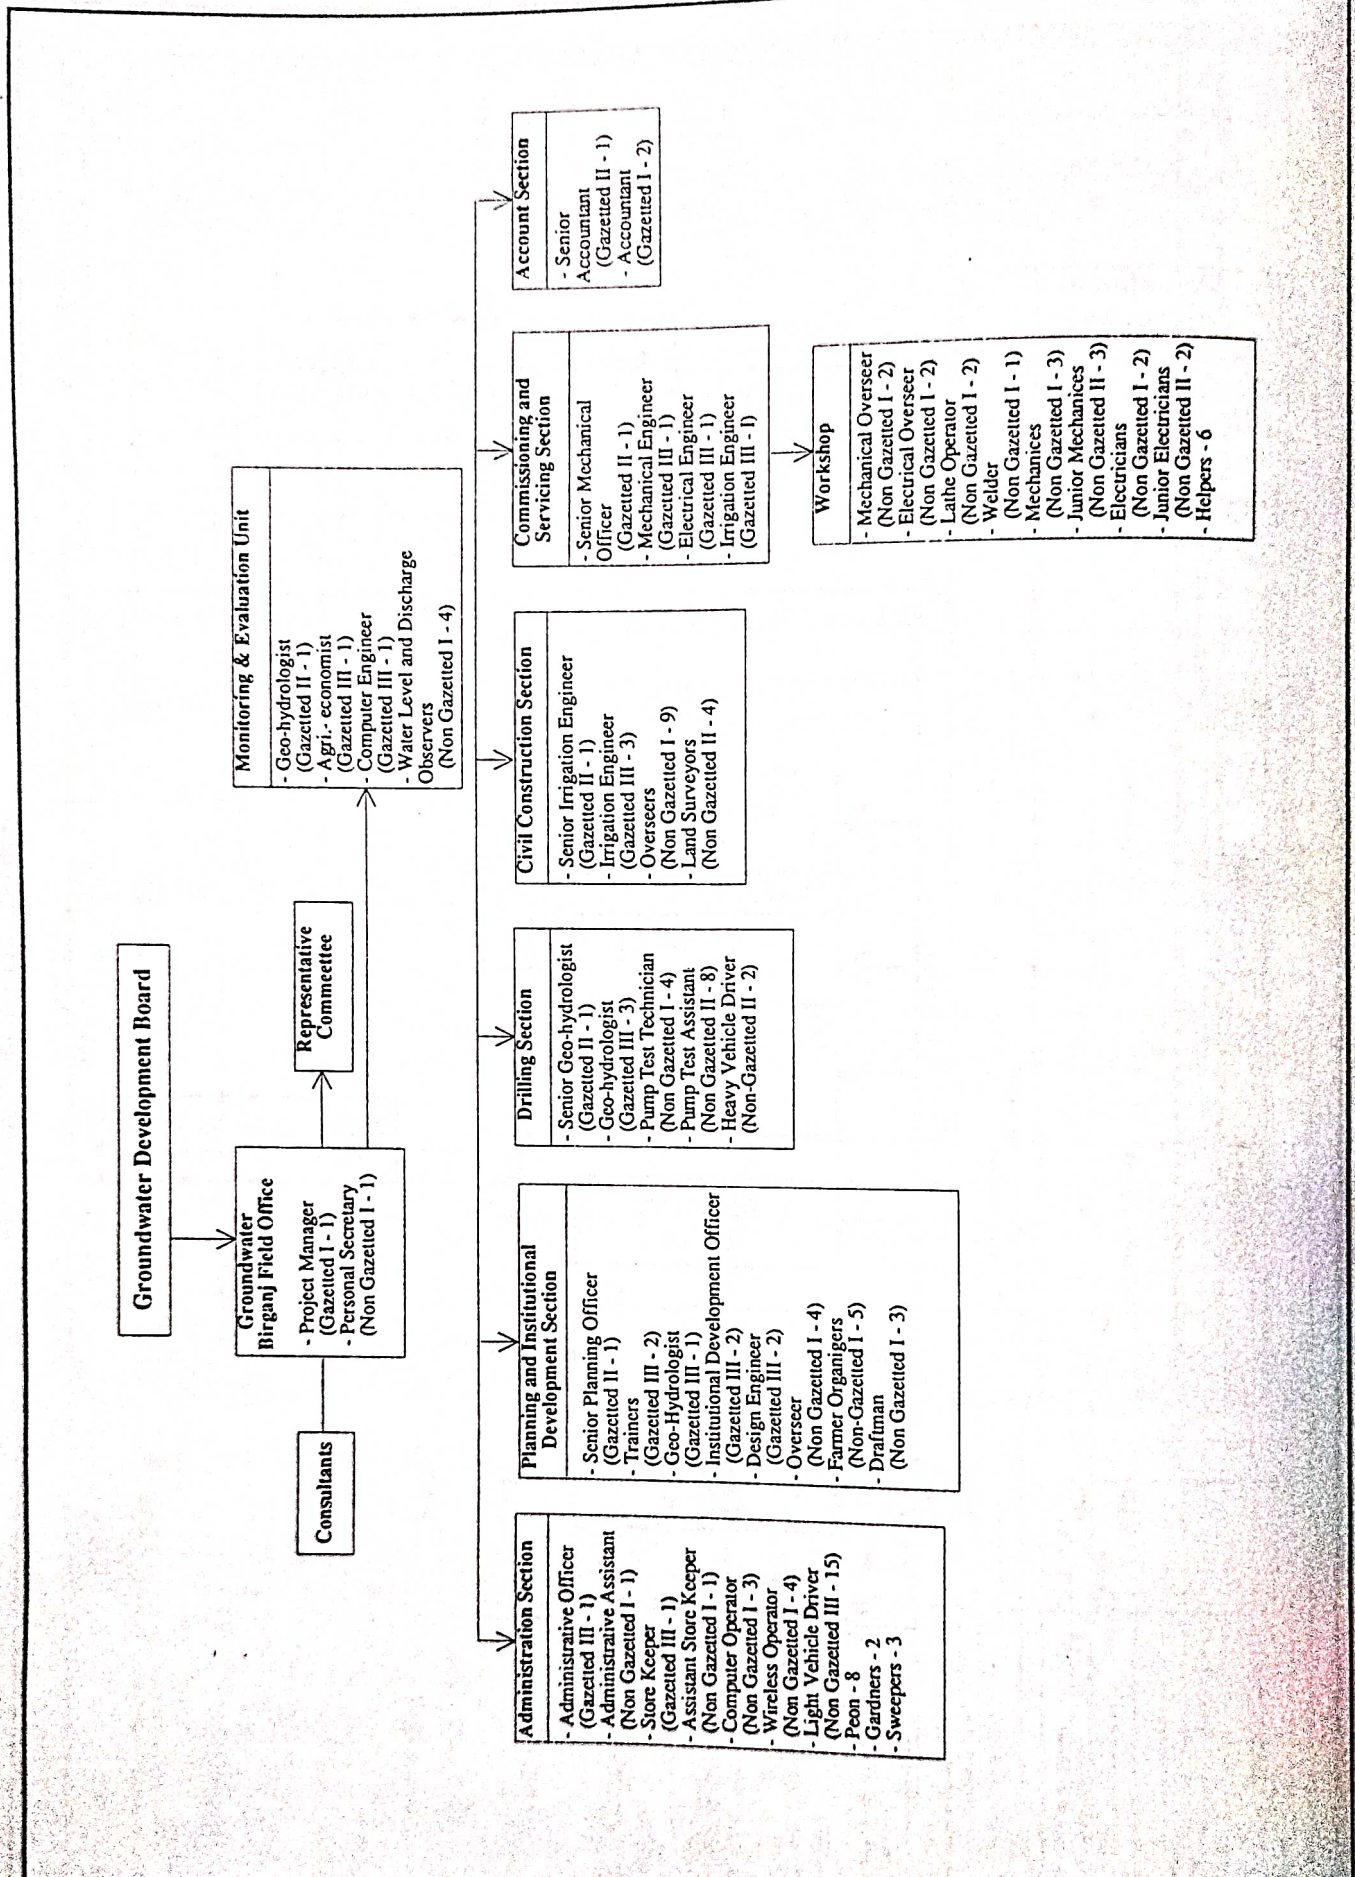 Groundwater Development Board
Consultants
Groundwater
Birganj Field Office
- Project Manager
(Gazetted I - 1)
- Personal Secretary
(Non Gazetted I - 1)
Representative
Commeettee
Monitoring & Evaluation Unit
- Geo-hydrologist
(Gazetted II - 1)
- Agri.- economist
(Gazetted III - 1)
- Computer Engineer
(Gazetted III - 1)
- Water Level and Discharge
Observers
(Non Gazetted I - 4)
Administration Section
- Administrative Officer
(Gazetted III - 1)
- Administrative Assistant
(Non Gazetted I - 1)
- Store Keeper
(Gazetted III - 1)
- Assistant Store Keeper
(Non Gazetted I - 1)
- Computer Operator
(Non Gazetted I - 3)
- Wireless Operator
(Non Gazetted I - 4)
- Light Vehicle Driver
(Non Gazetted III - 15)
- Peon - 8
- Gardners - 2
- Sweepers - 3
Planning and Institutional
Development Section
- Senior Planning Officer
(Gazetted II - 1)
- Trainers
(Gazetted III - 2)
- Geo-Hydrologist
(Gazetted III - 1)
- Institutional Development Officer
(Gazetted III - 2)
- Design Engineer
(Gazetted III - 2)
- Overseer
(Non Gazetted I - 4)
- Farmer Organigers
(Non-Gazetted I - 5)
- Draftman
(Non Gazetted I - 3)
Drilling Section
- Senior Geo-hydrologist
(Gazetted II - 1)
- Geo-hydrologist
(Gazetted III - 3)
- Pump Test Technician
(Non Gazetted I - 4)
- Pump Test Assistant
(Non Gazetted II - 8)
- Heavy Vehicle Driver
(Non-Gazetted II - 2)
Civil Construction Section
- Senior Irrigation Engineer
(Gazetted II - 1)
- Irrigation Engineer
(Gazetted III - 3)
- Overseers
(Non Gazetted I - 9)
- Land Surveyors
(Non Gazetted II - 4)
Commissioning and
Servicing Section
- Senior Mechanical
Officer
(Gazetted II - 1)
- Mechanical Engineer
(Gazetted III - 1)
- Electrical Engineer
(Gazetted III - 1)
- Irrigation Engineer
(Gazetted III - I)
Account Section
- Senior
Accountant
(Gazetted II - 1)
- Accountant
(Gazetted I - 2)
Workshop
- Mechanical Overseer
(Non Gazetted I - 2)
- Electrical Overseer
(Non Gazetted I - 2)
- Lathe Operator
(Non Gazetted I - 2)
- Welder
(Non Gazetted I - 1)
- Mechanices
(Non Gazetted I - 3)
- Junior Mechanices
(Non Gazetted II - 3)
- Electricians
(Non Gazetted I - 2)
- Junior Electricians
(Non Gazetted II - 2)
- Helpers - 6